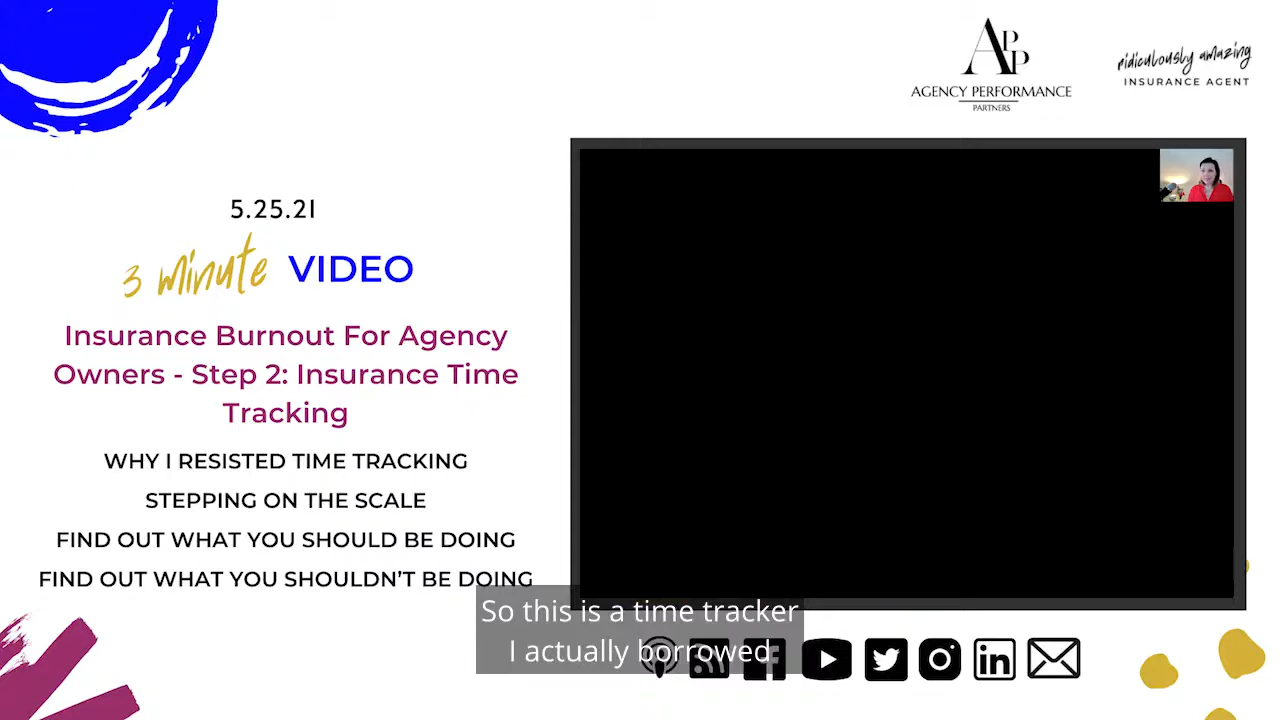 APP
AGENCY PERFORMANCE
PARTNERS
ridiculously amazing
INSURANCE AGENT
5.25.21
3 minute VIDEO
Insurance Burnout For Agency
Owners - Step 2: Insurance Time
Tracking
WHY I RESISTED TIME TRACKING
STEPPING ON THE SCALE
FIND OUT WHAT YOU SHOULD BE DOING
FIND OUT WHAT YOU SHOULDN'T BE DOING
So this is a time tracker
I actually borrowed